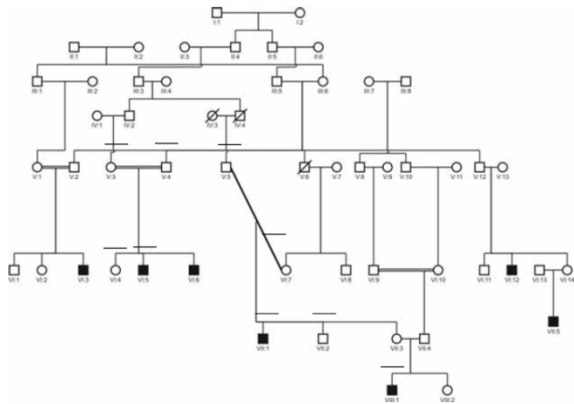 I:1 I:2
II:1 II:2 II:3 II:4 II:5 II:6
III:1 III:2 III:3 III:4 III:5 III:6 III:7 III:8
IV:1 IV:2 IV:3 IV:4
V:1 V:2 V:3 V:4 V:5 V:6 V:7 V:8 V:9 V:10 V:11 V:12 V:13
VI:1 VI:2 VI:3 VI:4 VI:5 VI:6 VI:7 VI:8 VI:9 VI:10 VI:11 VI:12 VI:13 VI:14
VII:5
VII:1 VII:2 VII:3 VII:4
VIII:1 VIII:2